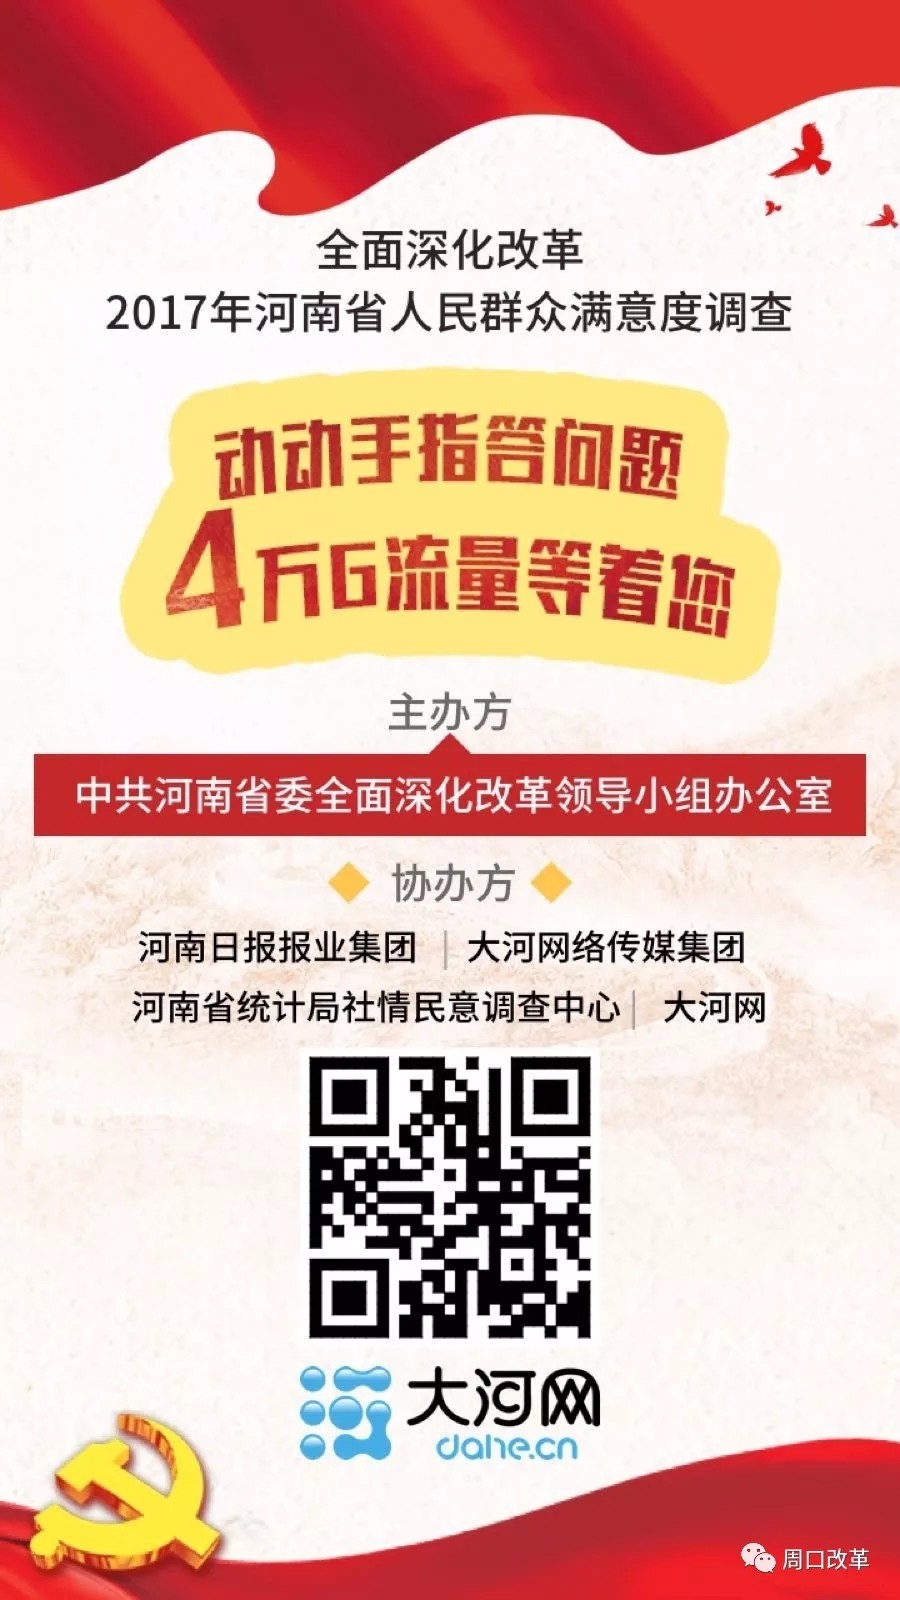 全面深化改革
2017年河南省人民群众满意度调查
动动手指答问题
4万G流量等着您
主办方
中共河南省委全面深化改革领导小组办公室
协办方
河南日报报业集团 | 大河网络传媒集团
河南省统计局社情民意调查中心 | 大河网
大河网
dahe.cn
周口改革